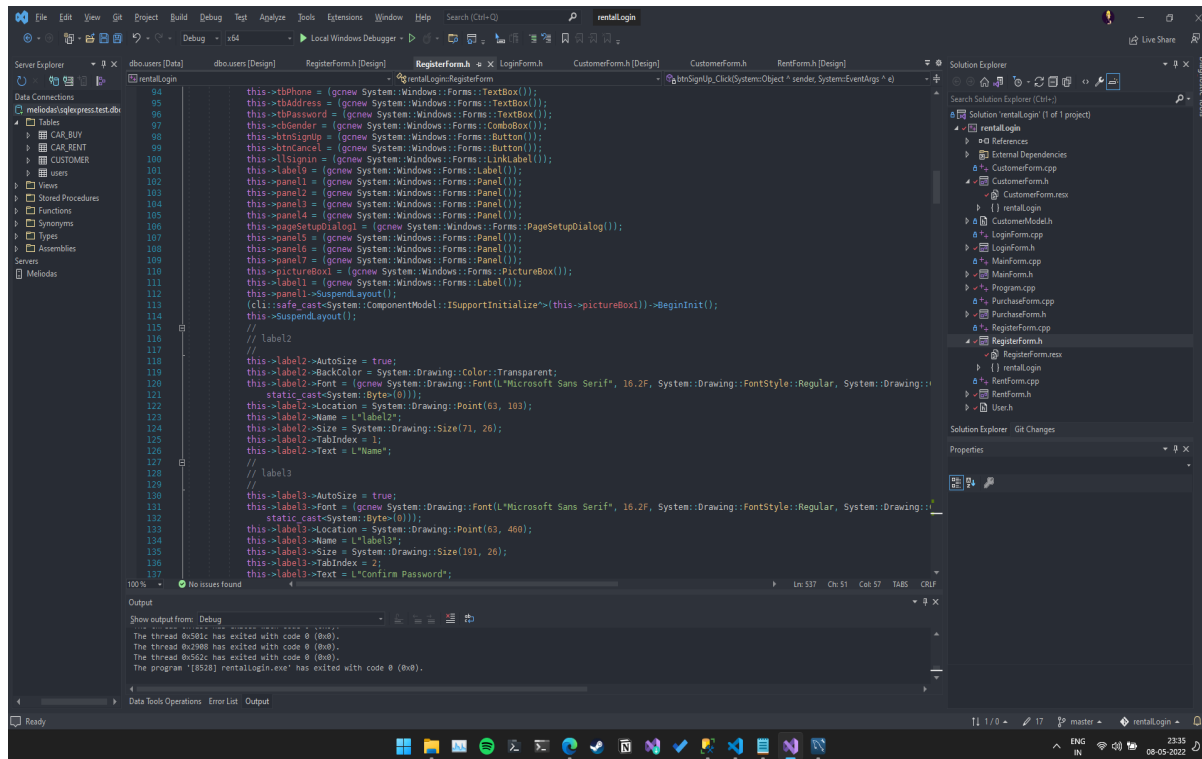 File Edit View Git Project Build Debug Test Analyze Tools Extensions Window Help Search (Ctrl+Q) rentalLogin
Debug x64 Local Windows Debugger Live Share
Server Explorer
Data Connections
meliodas\sqlexpress.test.dbo
Tables
CAR_BUY
CAR_RENT
CUSTOMER
users
Views
Stored Procedures
Functions
Synonyms
Types
Assemblies
Servers
Meliodas
dbo.users [Data] dbo.users [Design] RegisterForm.h [Design] RegisterForm.h LoginForm.h CustomerForm.h [Design] CustomerForm.h RentForm.h [Design]
rentalLogin rentalLogin::RegisterForm btnSignUp_Click(System::Object ^ sender, System::EventArgs ^ e)
94 this->tbPhone = (gcnew System::Windows::Forms::TextBox());
95 this->tbAddress = (gcnew System::Windows::Forms::TextBox());
96 this->tbPassword = (gcnew System::Windows::Forms::TextBox());
97 this->cbGender = (gcnew System::Windows::Forms::ComboBox());
98 this->btnSignUp = (gcnew System::Windows::Forms::Button());
99 this->btnCancel = (gcnew System::Windows::Forms::Button());
100 this->llSignin = (gcnew System::Windows::Forms::LinkLabel());
101 this->label9 = (gcnew System::Windows::Forms::Label());
102 this->panel1 = (gcnew System::Windows::Forms::Panel());
103 this->panel2 = (gcnew System::Windows::Forms::Panel());
104 this->panel3 = (gcnew System::Windows::Forms::Panel());
105 this->panel4 = (gcnew System::Windows::Forms::Panel());
106 this->pageSetupDialog1 = (gcnew System::Windows::Forms::PageSetupDialog());
107 this->panel5 = (gcnew System::Windows::Forms::Panel());
108 this->panel6 = (gcnew System::Windows::Forms::Panel());
109 this->panel7 = (gcnew System::Windows::Forms::Panel());
110 this->pictureBox1 = (gcnew System::Windows::Forms::PictureBox());
111 this->label1 = (gcnew System::Windows::Forms::Label());
112 this->panel1->SuspendLayout();
113 (cli::safe_cast<System::ComponentModel::ISupportInitialize^>(this->pictureBox1))->BeginInit();
114 this->SuspendLayout();
115 //
116 // label2
117 //
118 this->label2->AutoSize = true;
119 this->label2->BackColor = System::Drawing::Color::Transparent;
120 this->label2->Font = (gcnew System::Drawing::Font(L"Microsoft Sans Serif", 16.2F, System::Drawing::FontStyle::Regular, System::Drawing::
121 static_cast<System::Byte>(0)));
122 this->label2->Location = System::Drawing::Point(63, 103);
123 this->label2->Name = L"label2";
124 this->label2->Size = System::Drawing::Size(71, 26);
125 this->label2->TabIndex = 1;
126 this->label2->Text = L"Name";
127 //
128 // label3
129 //
130 this->label3->AutoSize = true;
131 this->label3->Font = (gcnew System::Drawing::Font(L"Microsoft Sans Serif", 16.2F, System::Drawing::FontStyle::Regular, System::Drawing::
132 static_cast<System::Byte>(0)));
133 this->label3->Location = System::Drawing::Point(63, 460);
134 this->label3->Name = L"label3";
135 this->label3->Size = System::Drawing::Size(191, 26);
136 this->label3->TabIndex = 2;
137 this->label3->Text = L"Confirm Password";
100 % No issues found Ln: 537 Ch: 51 Col: 57 TABS CRLF
Output
Show output from: Debug
The thread 0x501c has exited with code 0 (0x0).
The thread 0x2908 has exited with code 0 (0x0).
The thread 0x562c has exited with code 0 (0x0).
The program '[8528] rentalLogin.exe' has exited with code 0 (0x0).
Data Tools Operations Error List Output
Solution Explorer
Search Solution Explorer (Ctrl+;)
Solution 'rentalLogin' (1 of 1 project)
rentalLogin
References
External Dependencies
CustomerForm.cpp
CustomerForm.h
CustomerForm.resx
{ } rentalLogin
CustomerModel.h
LoginForm.cpp
LoginForm.h
MainForm.cpp
MainForm.h
Program.cpp
PurchaseForm.cpp
PurchaseForm.h
RegisterForm.cpp
RegisterForm.h
RegisterForm.resx
{ } rentalLogin
RentForm.cpp
RentForm.h
User.h
Solution Explorer Git Changes
Properties
Ready 1 / 0 17 master rentalLogin
ENG
IN
23:35
08-05-2022